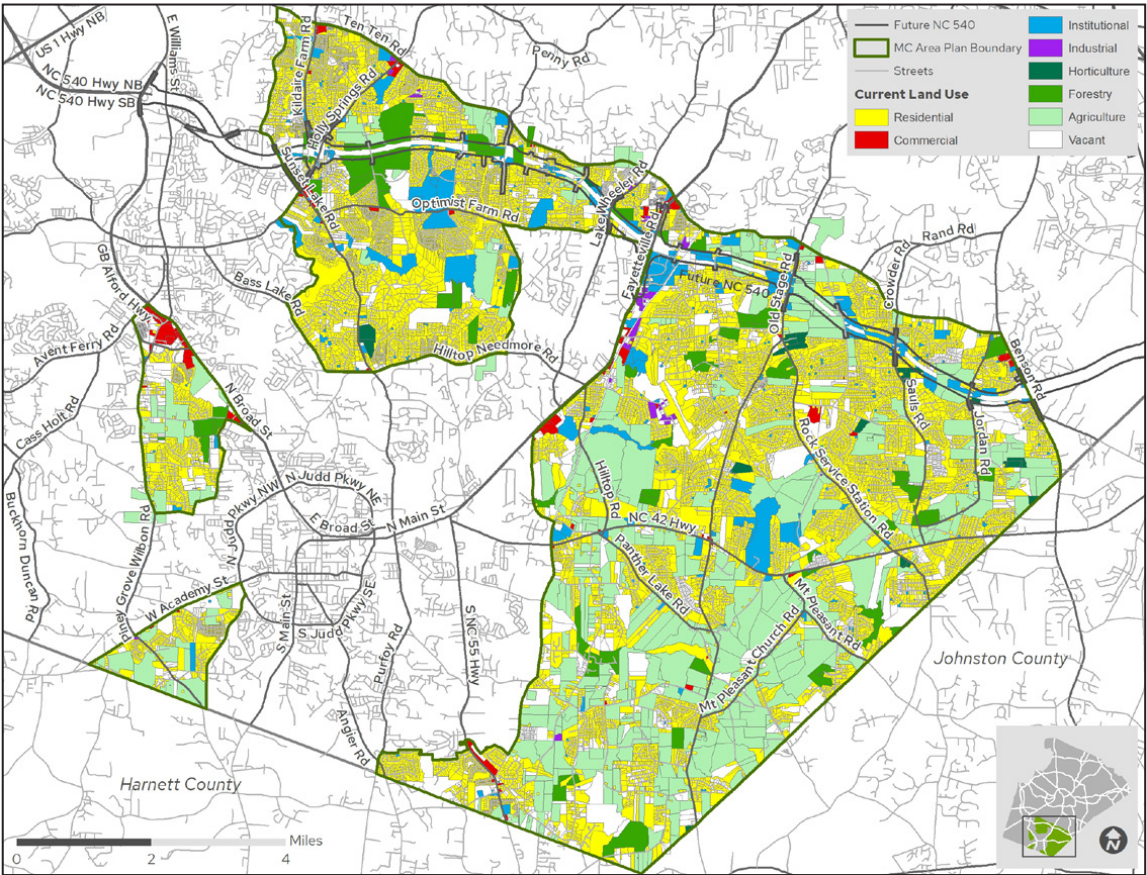 US 1 Hwy NB
E Williams St
NC 540 Hwy NB
NC 540 Hwy SB
Kildaire Farm Rd
Ten Ten Rd
Holly Springs Rd
Penny Rd
Future NC 540
MC Area Plan Boundary
Streets
Current Land Use
Residential
Commercial
Institutional
Industrial
Horticulture
Forestry
Agriculture
Vacant
Sunset Lake Rd
Optimist Farm Rd
Lake Wheeler Rd
Fayetteville Rd
Future NC 540
Old Stage Rd
Crowder Rd
Rand Rd
GB Alford Hwy
Bass Lake Rd
Avent Ferry Rd
Hilltop Needmore Rd
Benson Rd
N Broad St
Cass Holt Rd
Sauls Rd
Jordan Rd
Rock Service Station Rd
Hilltop Rd
N Judd Pkwy NW
N Judd Pkwy NE
E Broad St
N Main St
NC 42 Hwy
Buckhorn Duncan Rd
Piney Grove Wilbon Rd
W Academy St
S Main St
S Judd Pkwy SE
Purfoy Rd
S NC 55 Hwy
Panther Lake Rd
Mt Pleasant Rd
Mt Pleasant Church Rd
Johnston County
Angier Rd
Harnett County
Miles
0
2
4
N